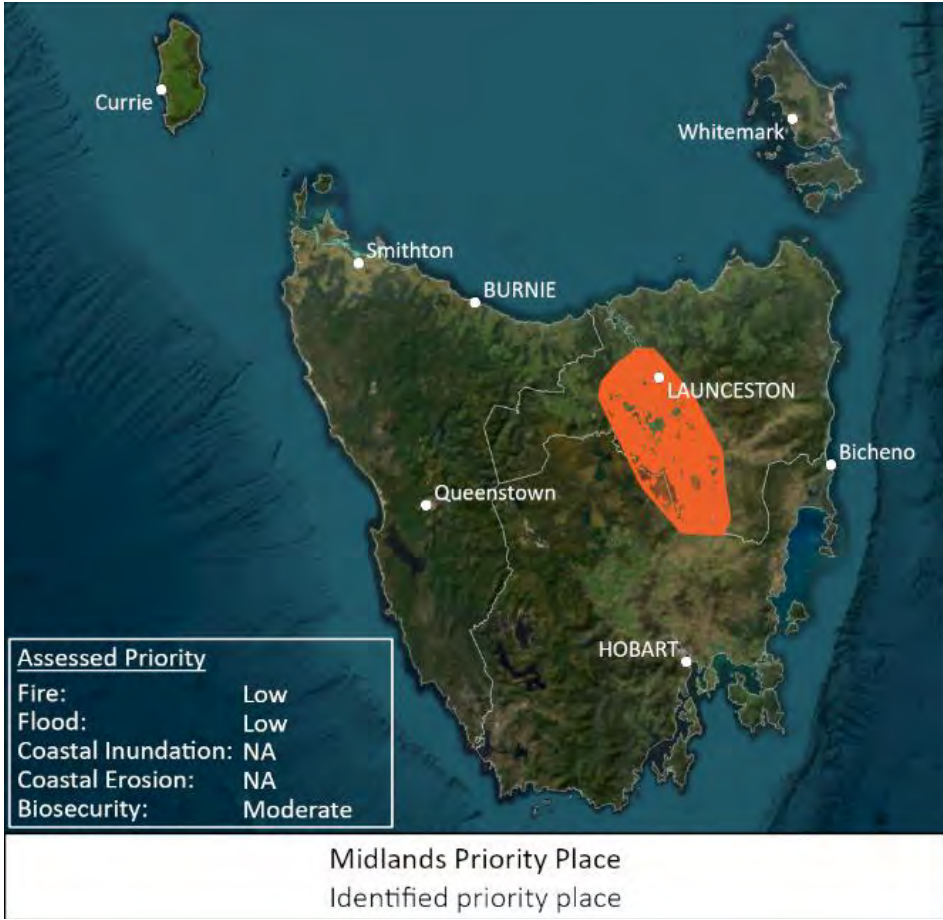 Currie
Whitemark
Smithton
BURNIE
LAUNCESTON
Bicheno
Queenstown
HOBART
Assessed Priority
Fire: Low
Flood: Low
Coastal Inundation: NA
Coastal Erosion: NA
Biosecurity: Moderate
Midlands Priority Place
Identified priority place